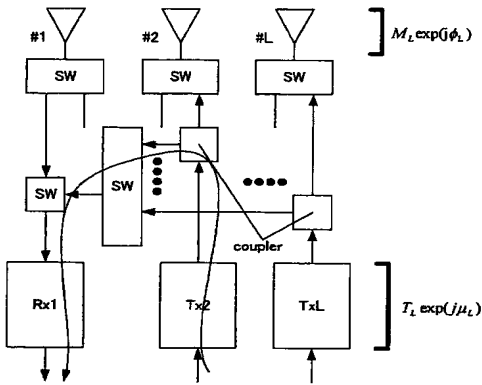 #1
#2
#L
M_L exp(jϕ_L)
SW
SW
SW
SW
SW
coupler
Rx1
Tx2
TxL
T_L exp(jμ_L)